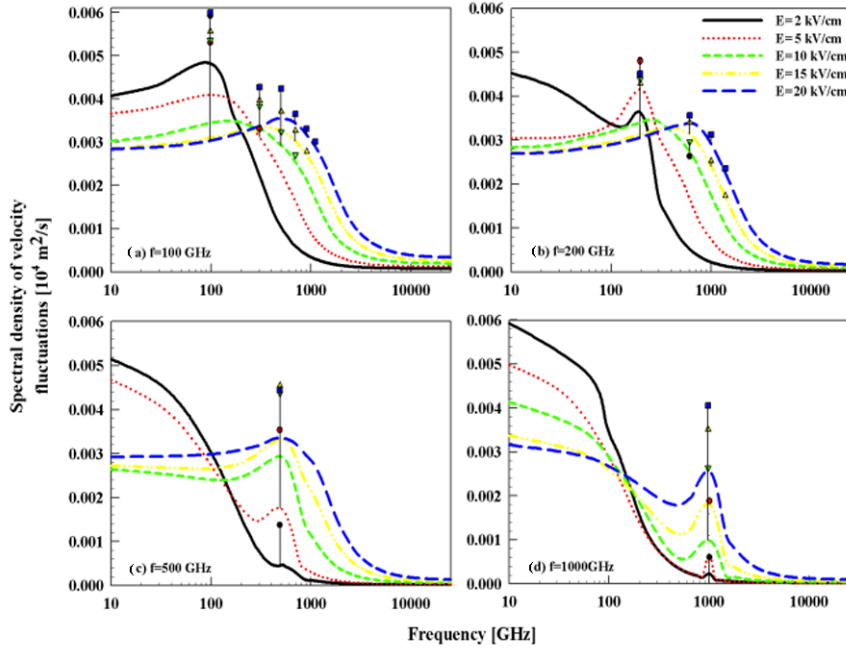 Spectral density of velocity
fluctuations [10⁴ m²/s]
0.006
0.005
0.004
0.003
0.002
0.001
0.000
(a) f=100 GHz
10 100 1000 10000
0.006
0.005
0.004
0.003
0.002
0.001
0.000
E=2 kV/cm
E=5 kV/cm
E=10 kV/cm
E=15 kV/cm
E=20 kV/cm
(b) f=200 GHz
10 100 1000 10000
0.006
0.005
0.004
0.003
0.002
0.001
0.000
(c) f=500 GHz
10 100 1000 10000
0.006
0.005
0.004
0.003
0.002
0.001
0.000
(d) f=1000GHz
10 100 1000 10000
Frequency [GHz]